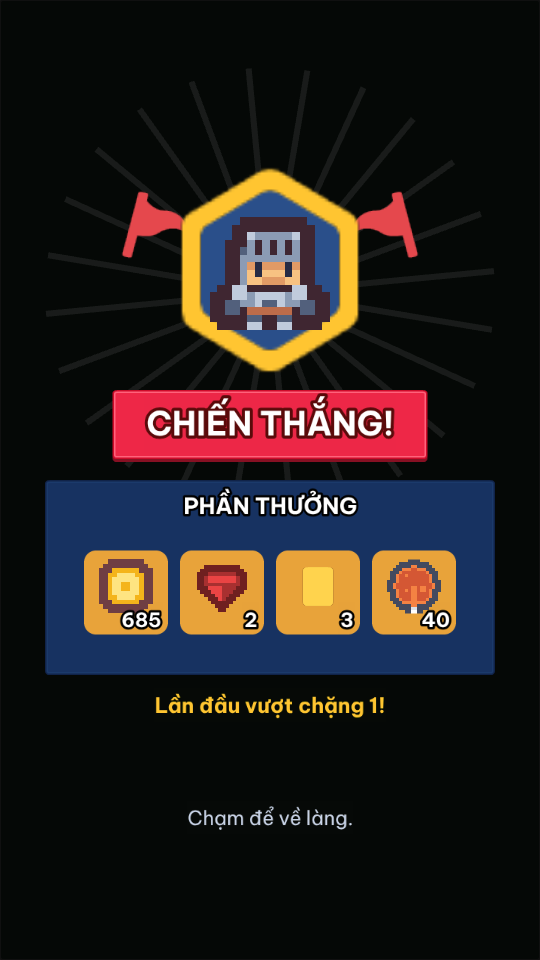 CHIẾN THẮNG!
PHẦN THƯỞNG
685
2
3
40
Lần đầu vượt chặng 1!
Chạm để về làng.